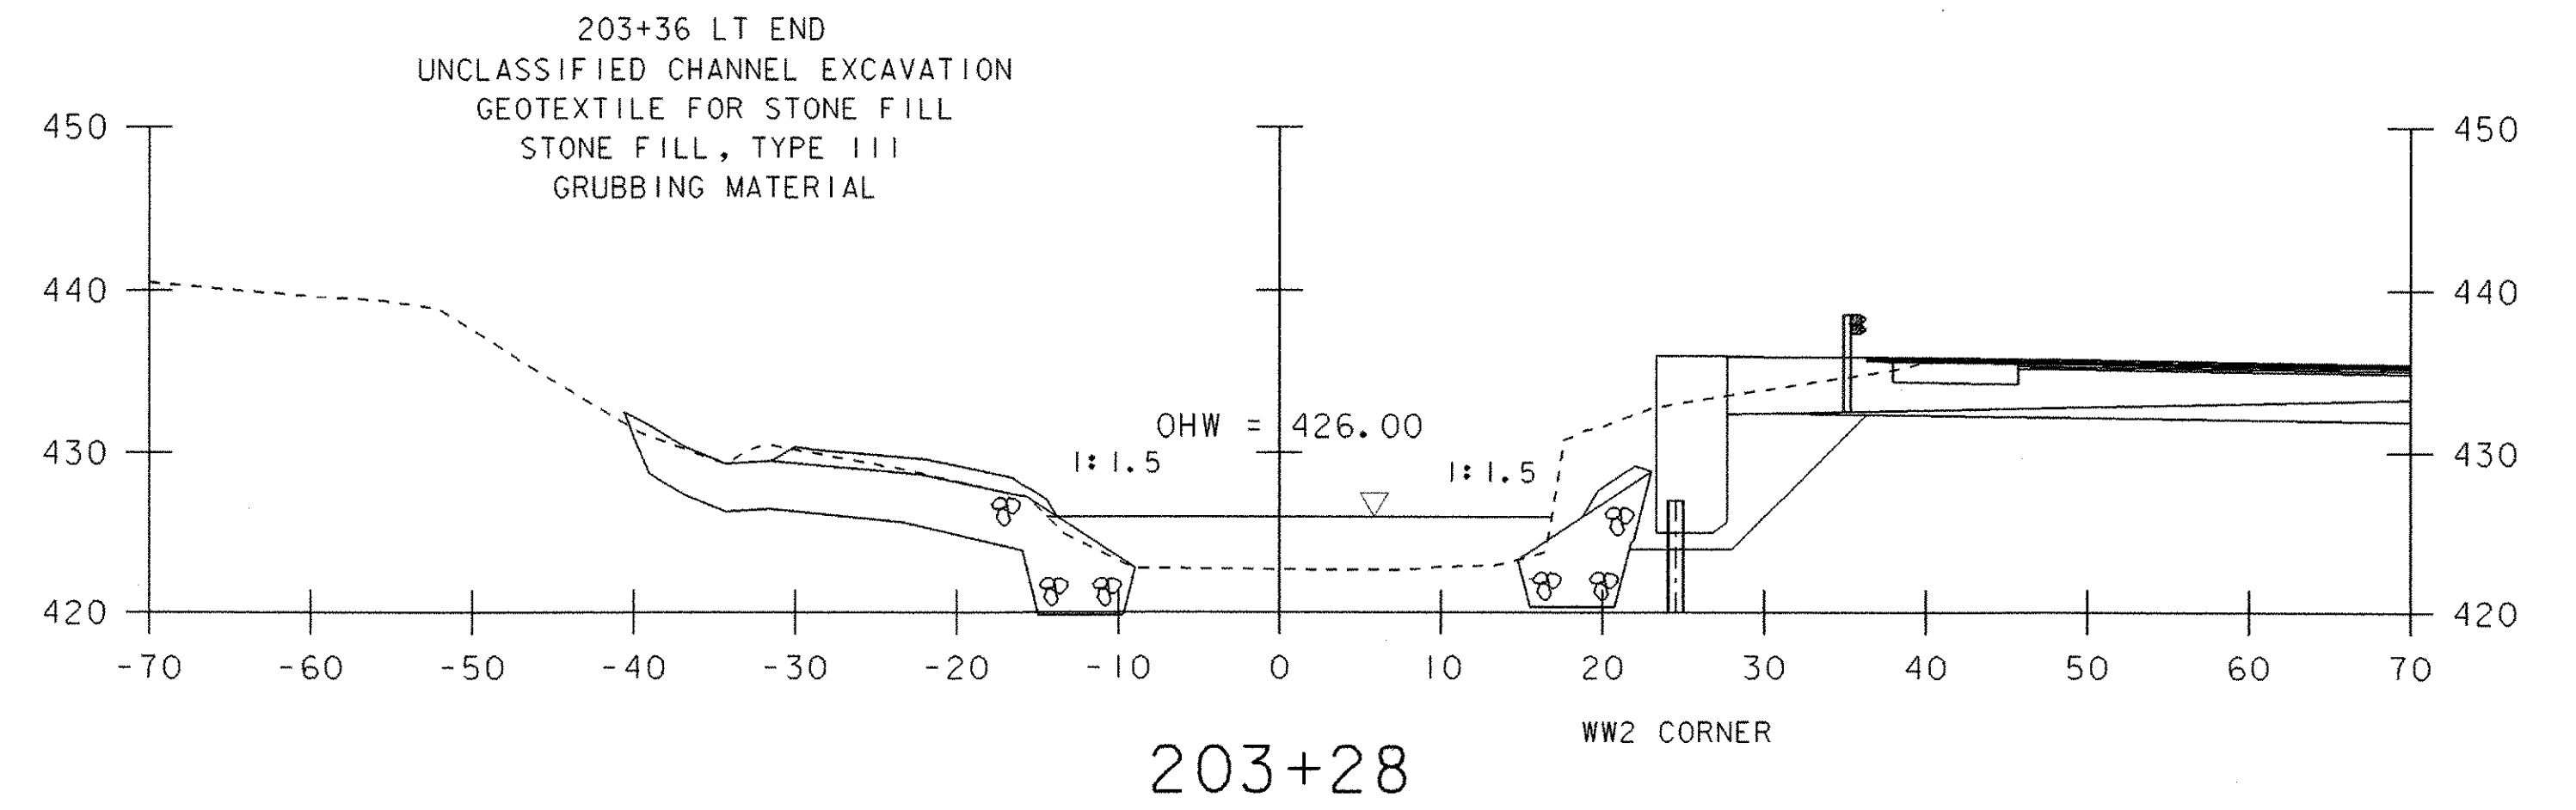 203+36 LT END
UNCLASSIFIED CHANNEL EXCAVATION
GEOTEXTILE FOR STONE FILL
STONE FILL, TYPE III
GRUBBING MATERIAL
450 450
440 440
OHW = 426.00
430 1:1.5 1:1.5 430
420 420
-70 -60 -50 -40 -30 -20 -10 0 10 20 30 40 50 60 70
WW2 CORNER
203+28